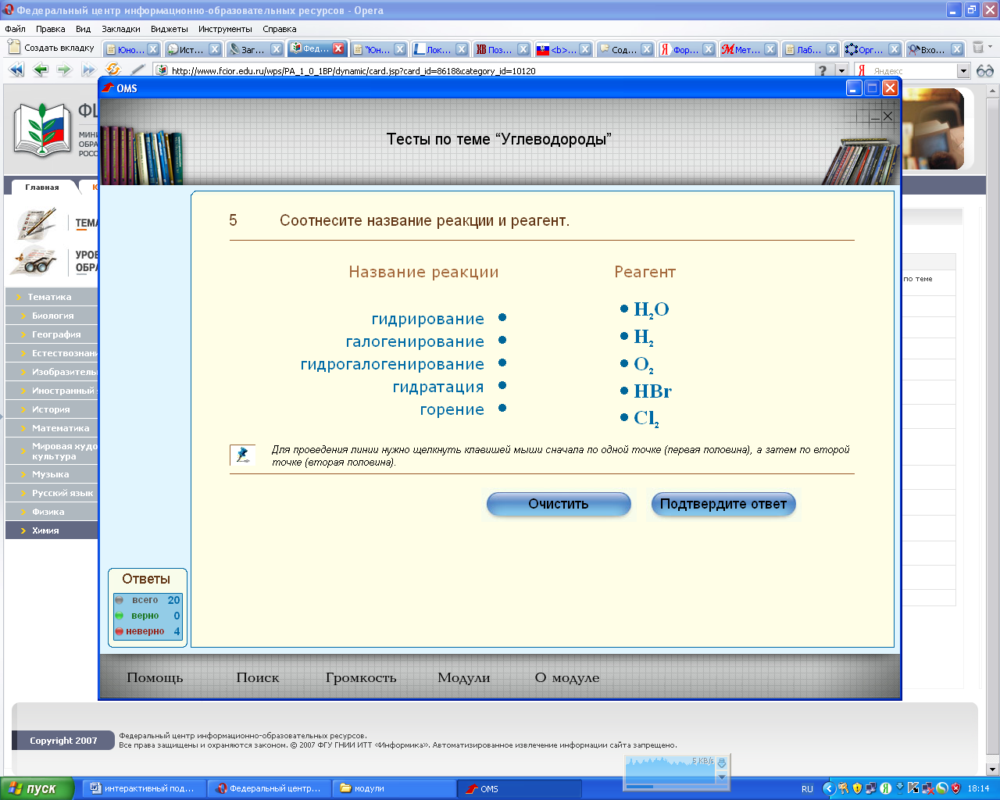 Федеральный центр информационно-образовательных ресурсов - Opera
Файл Правка Вид Закладки Виджеты Инструменты Справка
Создать вкладку Юно... Ист... Заг... Фед... "Юн... Лок... Поз... <b>... Сод... Фор... Мет... Лаб... Орг... Вхо...
http://www.fcior.edu.ru/wps/PA_1_0_1BP/dynamic/card.jsp?card_id=8618&category_id=10120
Яндекс
OMS
Тесты по теме “Углеводороды”
Главная
ТЕМА
УРОВ
ОБРА
по теме
Тематика
Биология
География
Естествознани
Изобразитель
Иностранный
История
Математика
Мировая худо
культура
Музыка
Русский язык
Физика
Химия
5 Соотнесите название реакции и реагент.
Название реакции Реагент
гидрирование H₂O
галогенирование H₂
гидрогалогенирование O₂
гидратация HBr
горение Cl₂
Для проведения линии нужно щелкнуть клавишей мыши сначала по одной точке (первая половина), а затем по второй
точке (вторая половина).
Очистить Подтвердите ответ
Ответы
всего 20
верно 0
неверно 4
Помощь Поиск Громкость Модули О модуле
Copyright 2007
Федеральный центр информационно-образовательных ресурсов.
Все права защищены и охраняются законом. © 2007 ФГУ ГНИИ ИТТ «Информика». Автоматизированное извлечение информации сайта запрещено.
5 KB/s
пуск интерактивный под... Федеральный центр... модули OMS RU 18:14